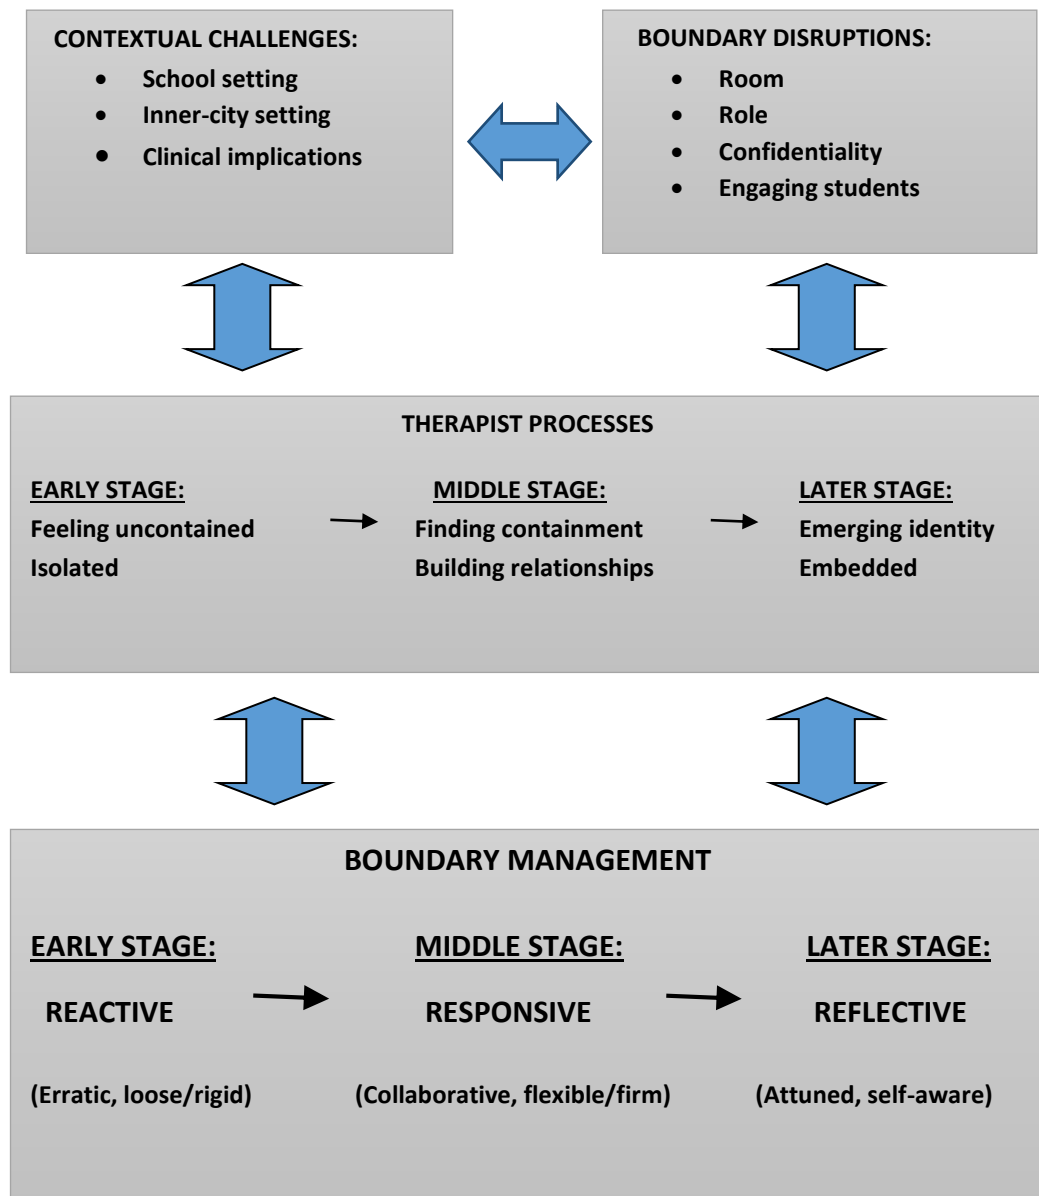 CONTEXTUAL CHALLENGES:
• School setting
• Inner-city setting
• Clinical implications
BOUNDARY DISRUPTIONS:
• Room
• Role
• Confidentiality
• Engaging students
THERAPIST PROCESSES
EARLY STAGE:
Feeling uncontained
Isolated
MIDDLE STAGE:
Finding containment
Building relationships
LATER STAGE:
Emerging identity
Embedded
BOUNDARY MANAGEMENT
EARLY STAGE:
REACTIVE
(Erratic, loose/rigid)
MIDDLE STAGE:
RESPONSIVE
(Collaborative, flexible/firm)
LATER STAGE:
REFLECTIVE
(Attuned, self-aware)